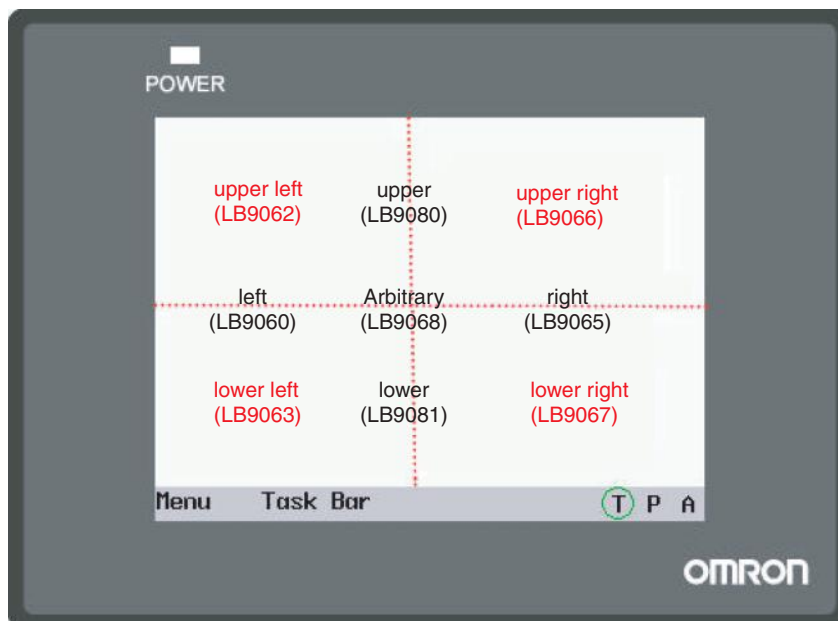 POWER
upper left upper upper right
(LB9062) (LB9080) (LB9066)
left Arbitrary right
(LB9060) (LB9068) (LB9065)
lower left lower lower right
(LB9063) (LB9081) (LB9067)
Menu Task Bar T P A
OMRON